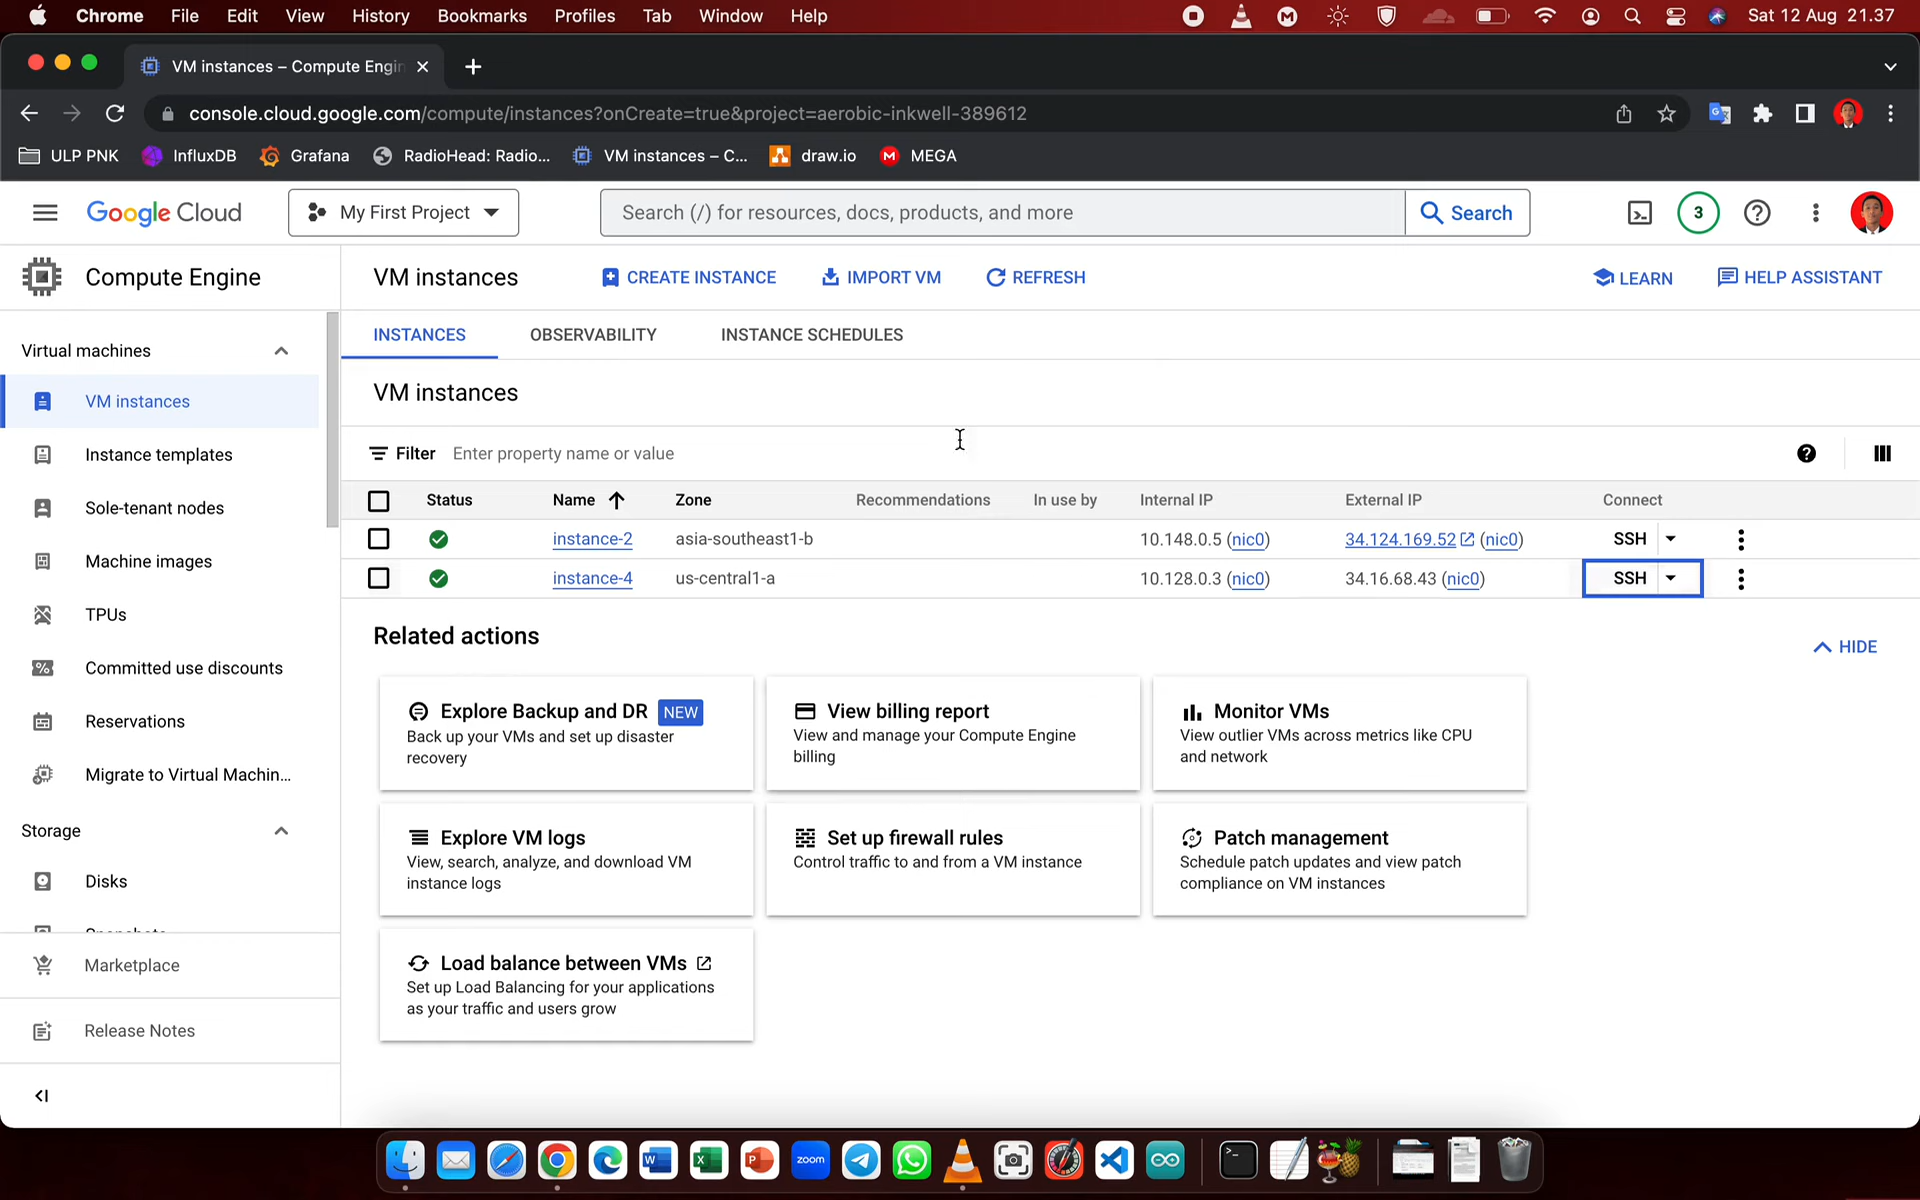 Chrome File Edit View History Bookmarks Profiles Tab Window Help Sat 12 Aug 21.37
VM instances – Compute Engin
console.cloud.google.com/compute/instances?onCreate=true&project=aerobic-inkwell-389612
ULP PNK InfluxDB Grafana RadioHead: Radio... VM instances – C... draw.io MEGA
Google Cloud My First Project Search (/) for resources, docs, products, and more Search 3
Compute Engine VM instances CREATE INSTANCE IMPORT VM REFRESH LEARN HELP ASSISTANT
INSTANCES OBSERVABILITY INSTANCE SCHEDULES
Virtual machines
VM instances
Instance templates
Sole-tenant nodes
Machine images
TPUs
Committed use discounts
Reservations
Migrate to Virtual Machin...
Storage
Disks
Snapshots
Marketplace
Release Notes
VM instances
Filter Enter property name or value
Status Name Zone Recommendations In use by Internal IP External IP Connect
instance-2 asia-southeast1-b 10.148.0.5 (nic0) 34.124.169.52 (nic0) SSH
instance-4 us-central1-a 10.128.0.3 (nic0) 34.16.68.43 (nic0) SSH
Related actions
HIDE
Explore Backup and DR NEW
Back up your VMs and set up disaster
recovery
View billing report
View and manage your Compute Engine
billing
Monitor VMs
View outlier VMs across metrics like CPU
and network
Explore VM logs
View, search, analyze, and download VM
instance logs
Set up firewall rules
Control traffic to and from a VM instance
Patch management
Schedule patch updates and view patch
compliance on VM instances
Load balance between VMs
Set up Load Balancing for your applications
as your traffic and users grow
zoom